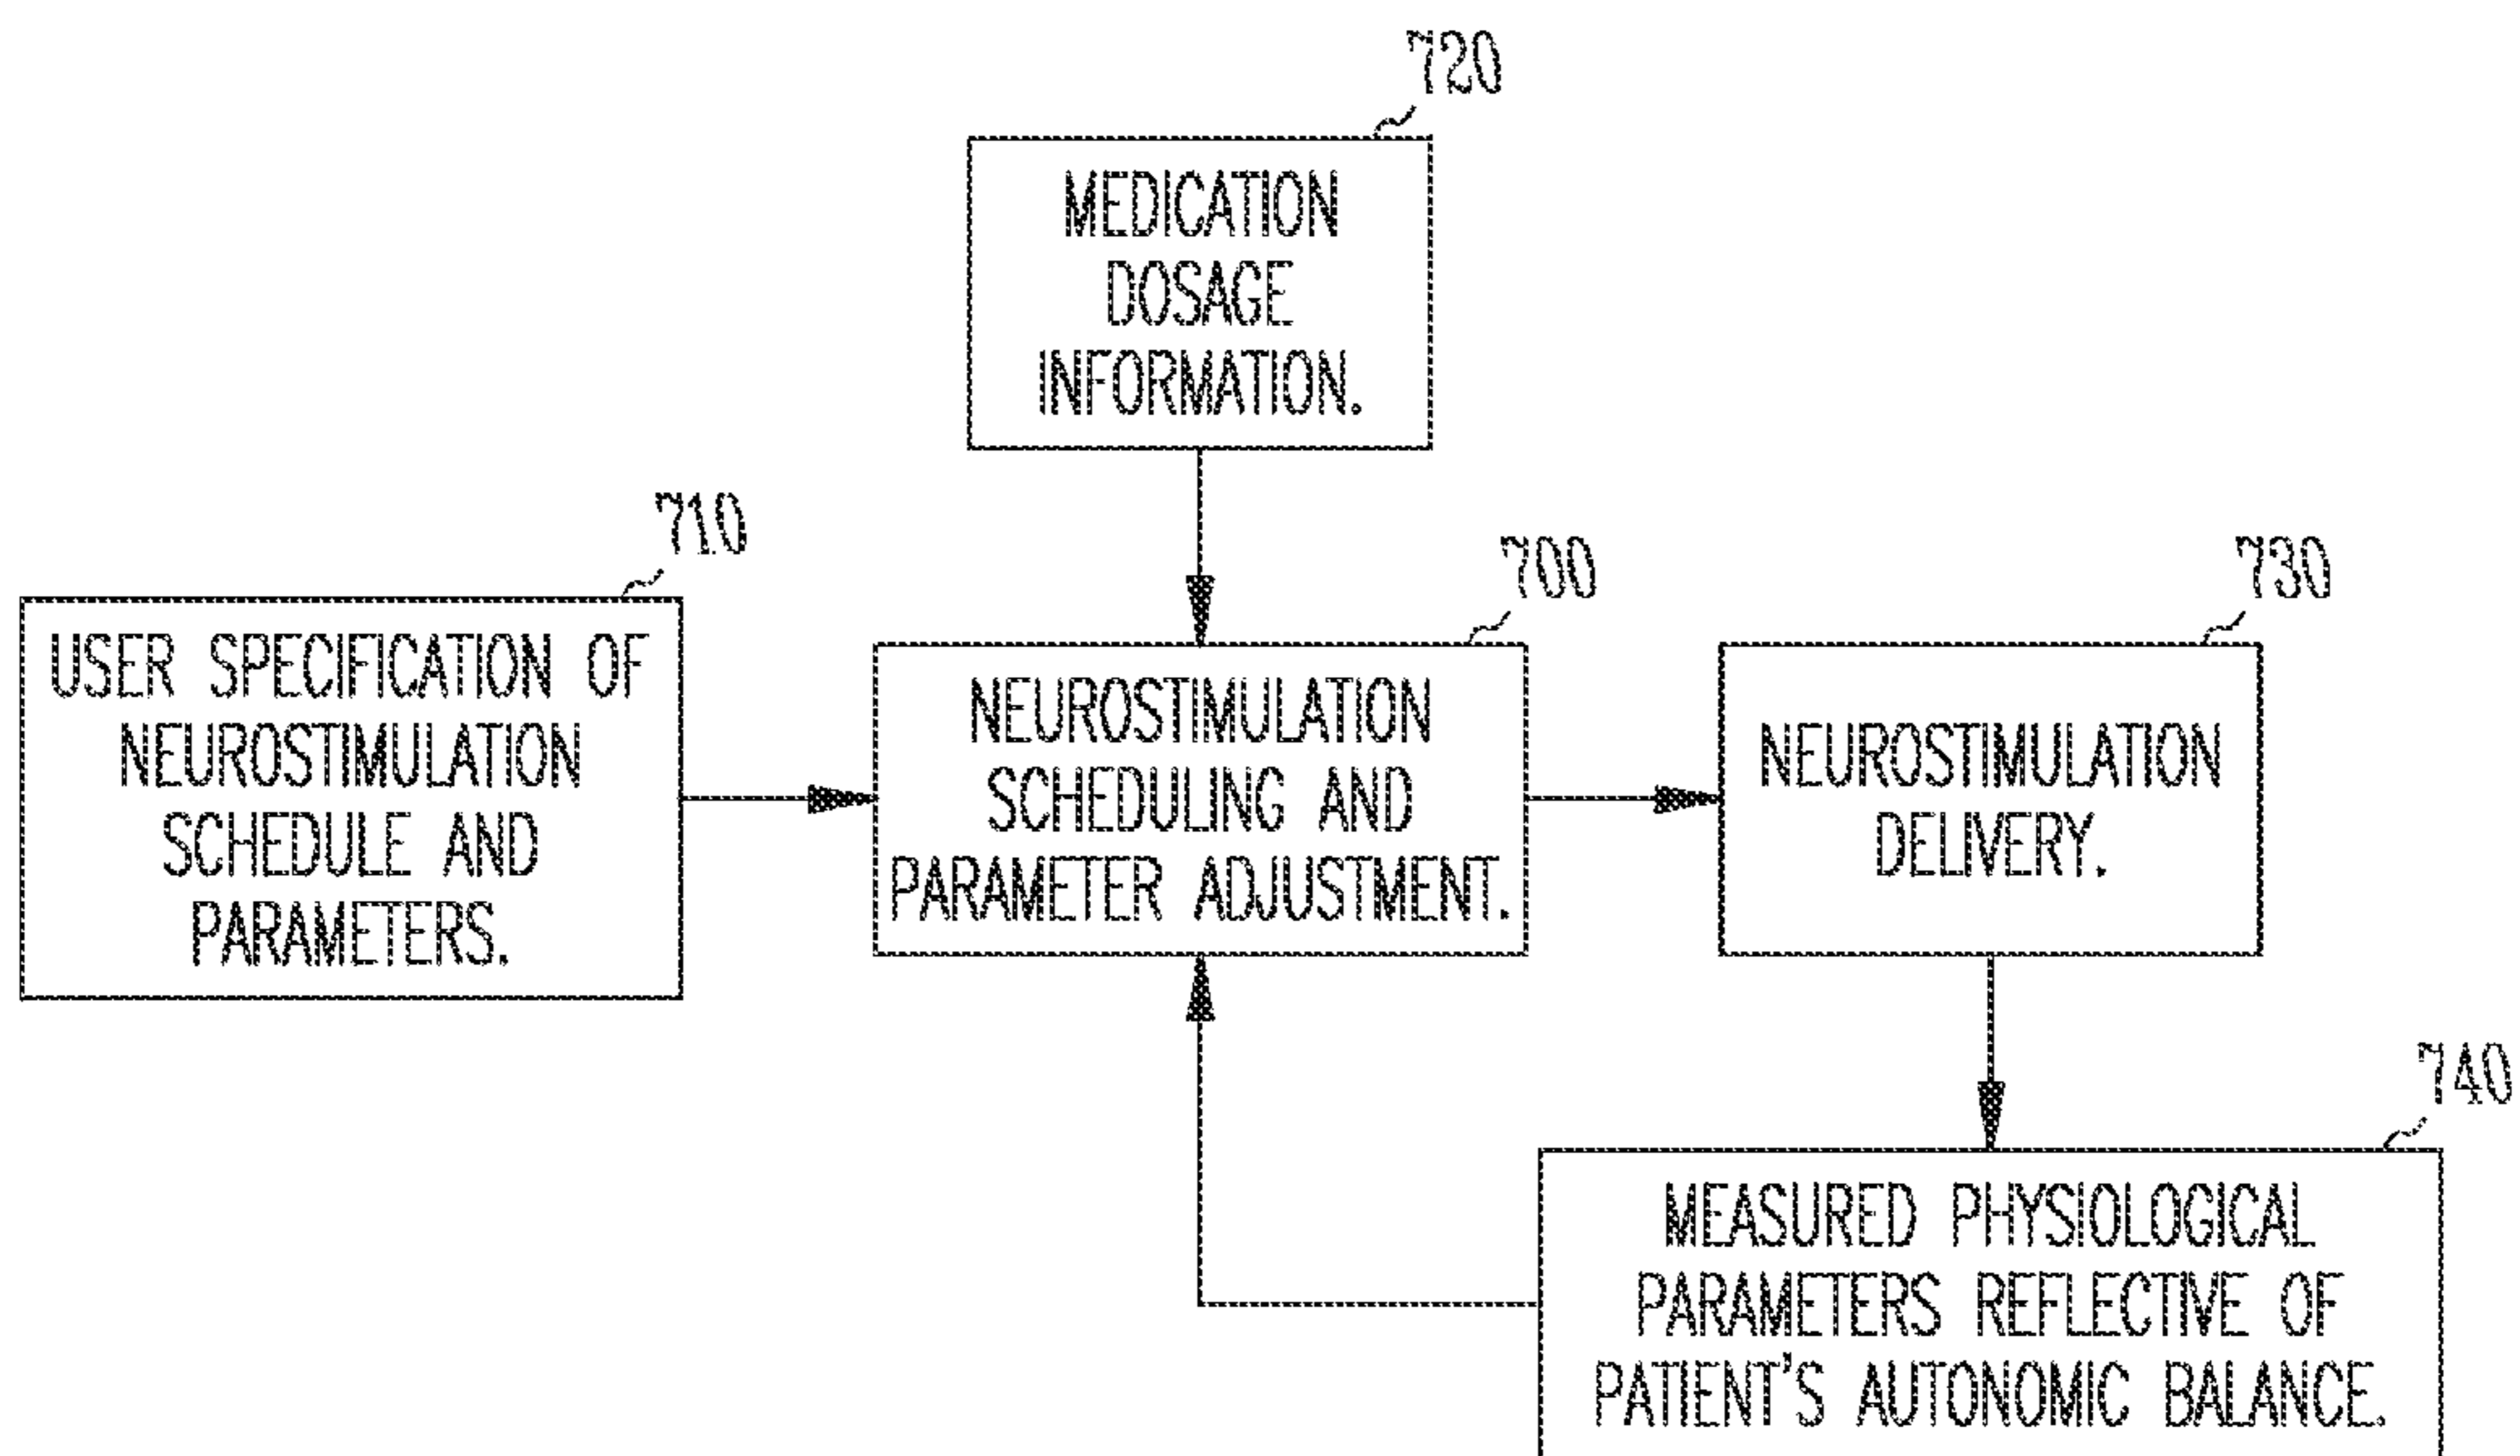 720
MEDICATION
DOSAGE
INFORMATION.
710
USER SPECIFICATION OF
NEUROSTIMULATION
SCHEDULE AND
PARAMETERS.
700
NEUROSTIMULATION
SCHEDULING AND
PARAMETER ADJUSTMENT.
730
NEUROSTIMULATION
DELIVERY.
740
MEASURED PHYSIOLOGICAL
PARAMETERS REFLECTIVE OF
PATIENT'S AUTONOMIC BALANCE.